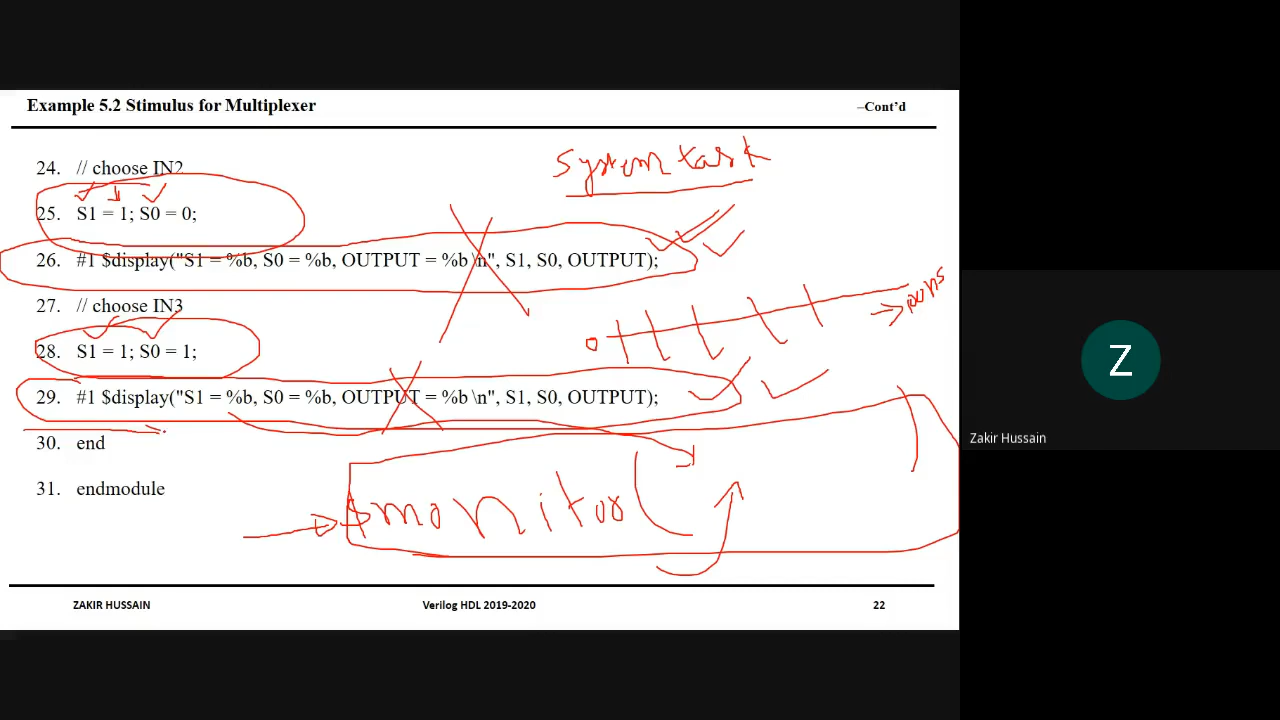 Example 5.2 Stimulus for Multiplexer
–Cont'd
24. // choose IN2
system task
25. S1 = 1; S0 = 0;
26. #1 $display("S1 = %b, S0 = %b, OUTPUT = %b \n", S1, S0, OUTPUT);
27. // choose IN3
0
100ns
28. S1 = 1; S0 = 1;
29. #1 $display("S1 = %b, S0 = %b, OUTPUT = %b \n", S1, S0, OUTPUT);
30. end
31. endmodule
$monitor(
ZAKIR HUSSAIN
Verilog HDL 2019-2020
22
Z
Zakir Hussain